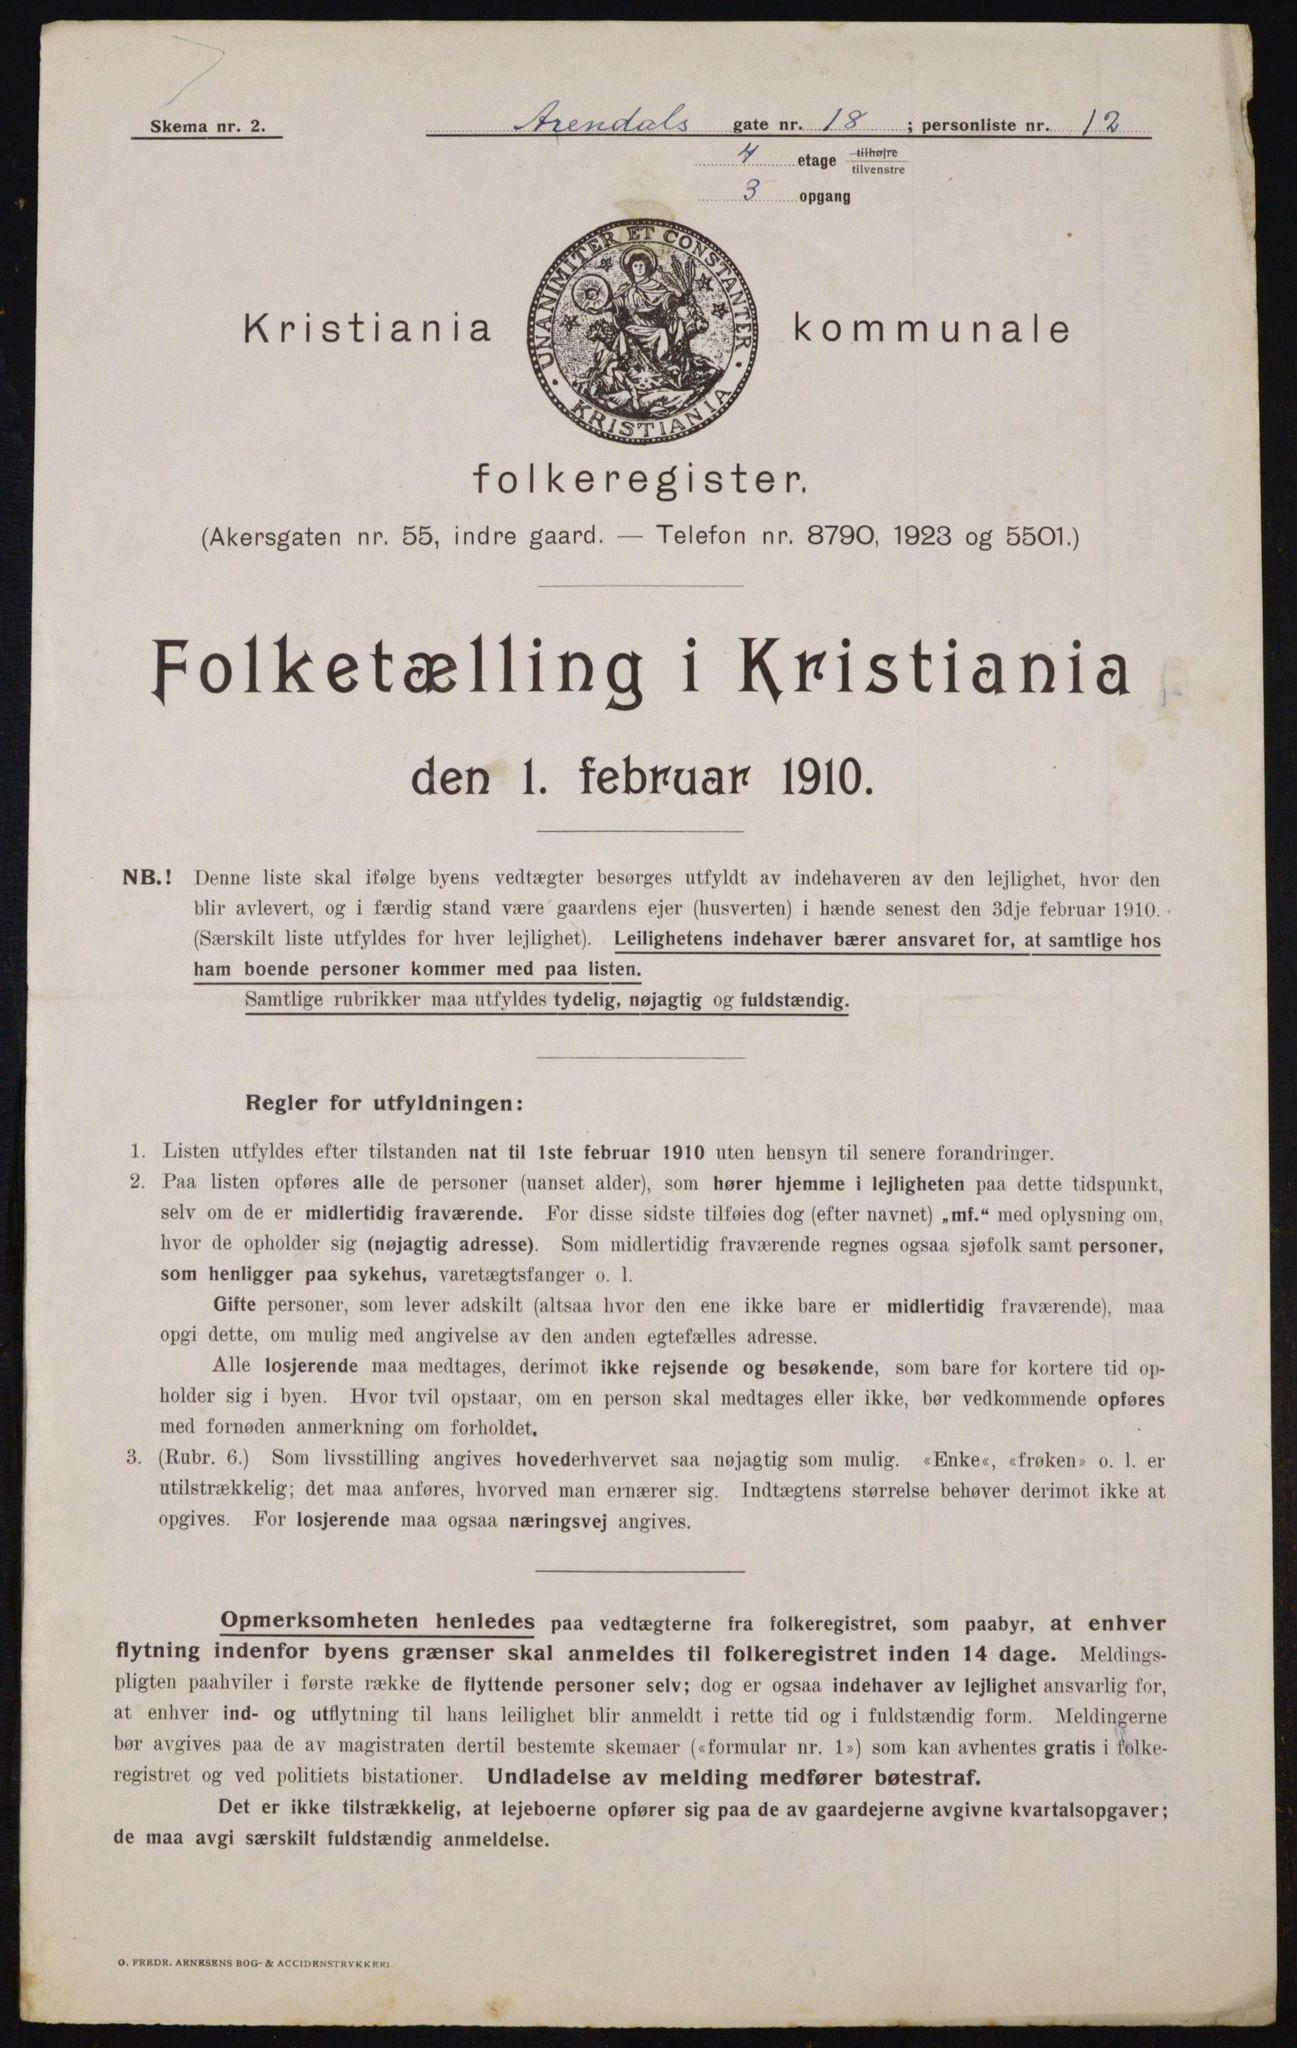 Skema nr. 2.
Arendals gate nr. 18 ; personliste nr. 12
4 etage tilhøjre
tilvenstre
3 opgang
UNANIMITER ET CONSTANTER
KRISTIANIA
Kristiania kommunale
folkeregister.
(Akersgaten nr. 55, indre gaard. — Telefon nr. 8790, 1923 og 5501.)
Folketælling i Kristiania
den 1. februar 1910.
NB.! Denne liste skal ifølge byens vedtægter besørges utfyldt av indehaveren av den lejlighet, hvor den
blir avlevert, og i færdig stand være gaardens ejer (husverten) i hænde senest den 3dje februar 1910.
(Særskilt liste utfyldes for hver lejlighet). Leilighetens indehaver bærer ansvaret for, at samtlige hos
ham boende personer kommer med paa listen.
Samtlige rubrikker maa utfyldes tydelig, nøjagtig og fuldstændig.
Regler for utfyldningen:
1. Listen utfyldes efter tilstanden nat til 1ste februar 1910 uten hensyn til senere forandringer.
2. Paa listen opføres alle de personer (uanset alder), som hører hjemme i lejligheten paa dette tidspunkt,
selv om de er midlertidig fraværende. For disse sidste tilføies dog (efter navnet) „mf.“ med oplysning om,
hvor de opholder sig (nøjagtig adresse). Som midlertidig fraværende regnes ogsaa sjøfolk samt personer,
som henligger paa sykehus, varetægtsfanger o. l.
Gifte personer, som lever adskilt (altsaa hvor den ene ikke bare er midlertidig fraværende), maa
opgi dette, om mulig med angivelse av den anden egtefælles adresse.
Alle losjerende maa medtages, derimot ikke rejsende og besøkende, som bare for kortere tid op-
holder sig i byen. Hvor tvil opstaar, om en person skal medtages eller ikke, bør vedkommende opføres
med fornøden anmerkning om forholdet.
3. (Rubr. 6.) Som livsstilling angives hovederhvervet saa nøjagtig som mulig. «Enke«, «frøken» o. l. er
utilstrækkelig; det maa anføres, hvorved man ernærer sig. Indtægtens størrelse behøver derimot ikke at
opgives. For losjerende maa ogsaa næringsvej angives.
Opmerksomheten henledes paa vedtægterne fra folkeregistret, som paabyr, at enhver
flytning indenfor byens grænser skal anmeldes til folkeregistret inden 14 dage. Meldings-
pligten paahviler i første række de flyttende personer selv; dog er ogsaa indehaver av lejlighet ansvarlig for,
at enhver ind- og utflytning til hans leilighet blir anmeldt i rette tid og i fuldstændig form. Meldingerne
bør avgives paa de av magistraten dertil bestemte skemaer («formular nr. 1») som kan avhentes gratis i folke-
registret og ved politiets bistationer. Undladelse av melding medfører bøtestraf.
Det er ikke tilstrækkelig, at lejeboerne opfører sig paa de av gaardejerne avgivne kvartalsopgaver;
de maa avgi særskilt fuldstændig anmeldelse.
O. FREDR. ARNESENS BOG- & ACCIDENSTRYKKERI